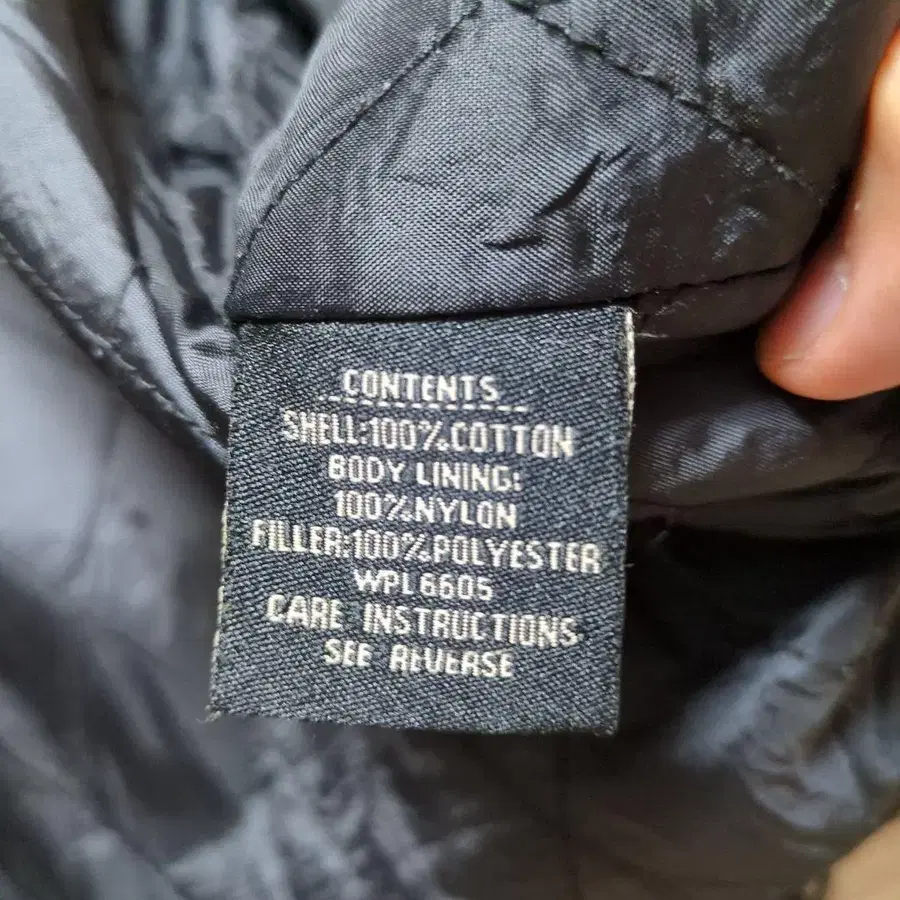 CONTENTS
SHELL:100%COTTON
BODY LINING:
100%NYLON
FILLER:100%POLYESTER
WPL6605
CARE INSTRUCTIONS
SEE REVERSE